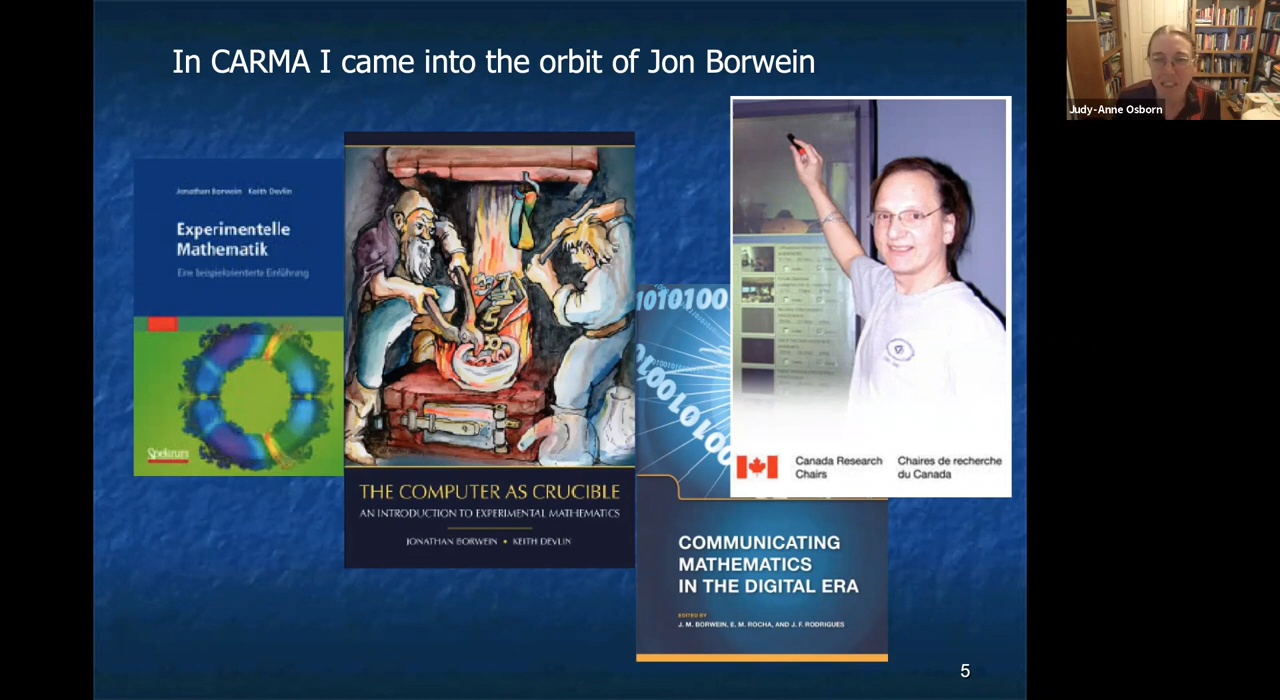 In CARMA I came into the orbit of Jon Borwein
Judy-Anne Osborn
Jonathan Borwein Keith Devlin
Experimentelle
Mathematik
Eine beispielorientierte Einführung
Spektrum
THE COMPUTER AS CRUCIBLE
AN INTRODUCTION TO EXPERIMENTAL MATHEMATICS
JONATHAN BORWEIN • KEITH DEVLIN
1010100
Canada Research
Chairs
Chaires de recherche
du Canada
COMMUNICATING
MATHEMATICS
IN THE DIGITAL ERA
EDITED BY
J. M. BORWEIN, E. M. ROCHA, AND J. F. RODRIGUES
5